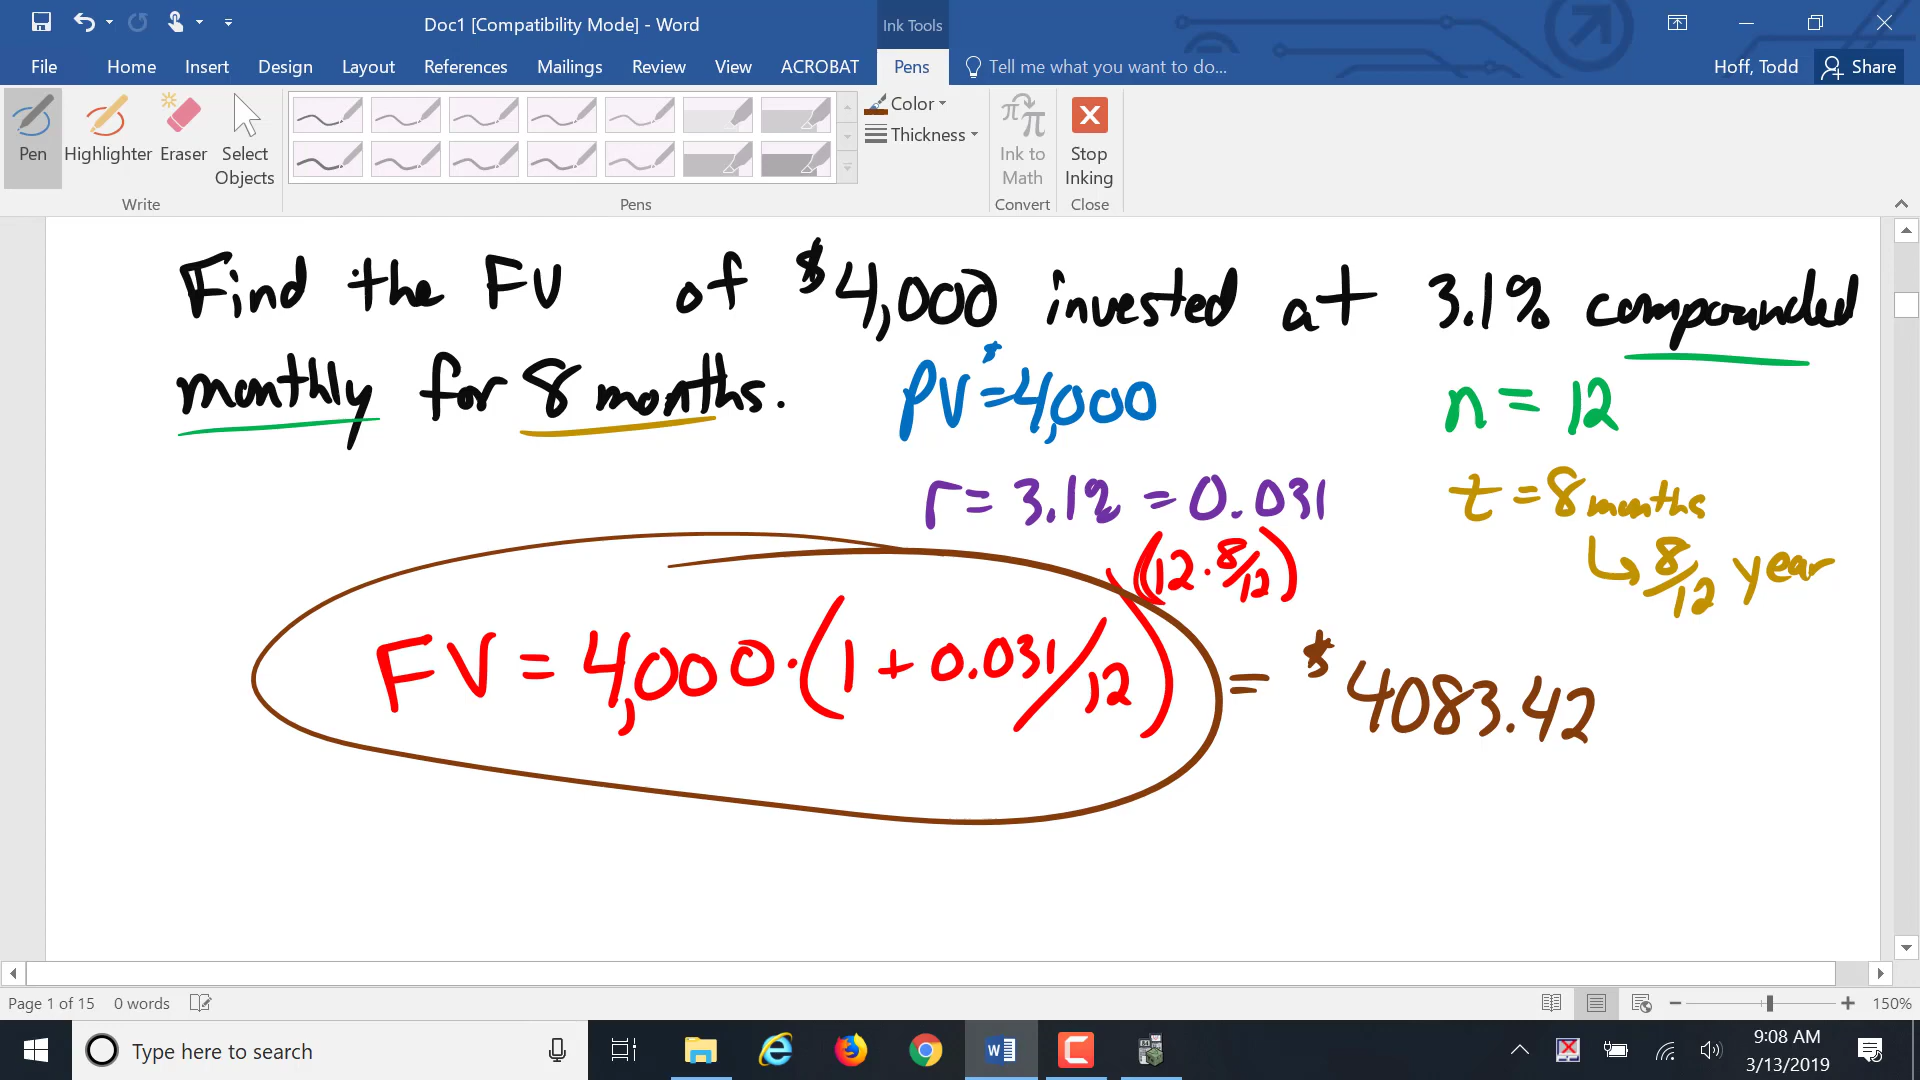 Doc1 [Compatibility Mode] - Word
Ink Tools
File Home Insert Design Layout References Mailings Review View ACROBAT Pens Tell me what you want to do... Hoff, Todd Share
Pen Highlighter Eraser Select Objects
Color
Thickness
Ink to Math
Stop Inking
Write Pens Convert Close
Find the FV of $4,000 invested at 3.1% compounded
monthly for 8 months.
PV = $4,000
n = 12
r = 3.1% = 0.031
t = 8 months
8/12 year
FV = 4,000 · (1 + 0.031/12)^(12 · 8/12) = $4083.42
Page 1 of 15 0 words 150%
Type here to search
9:08 AM
3/13/2019